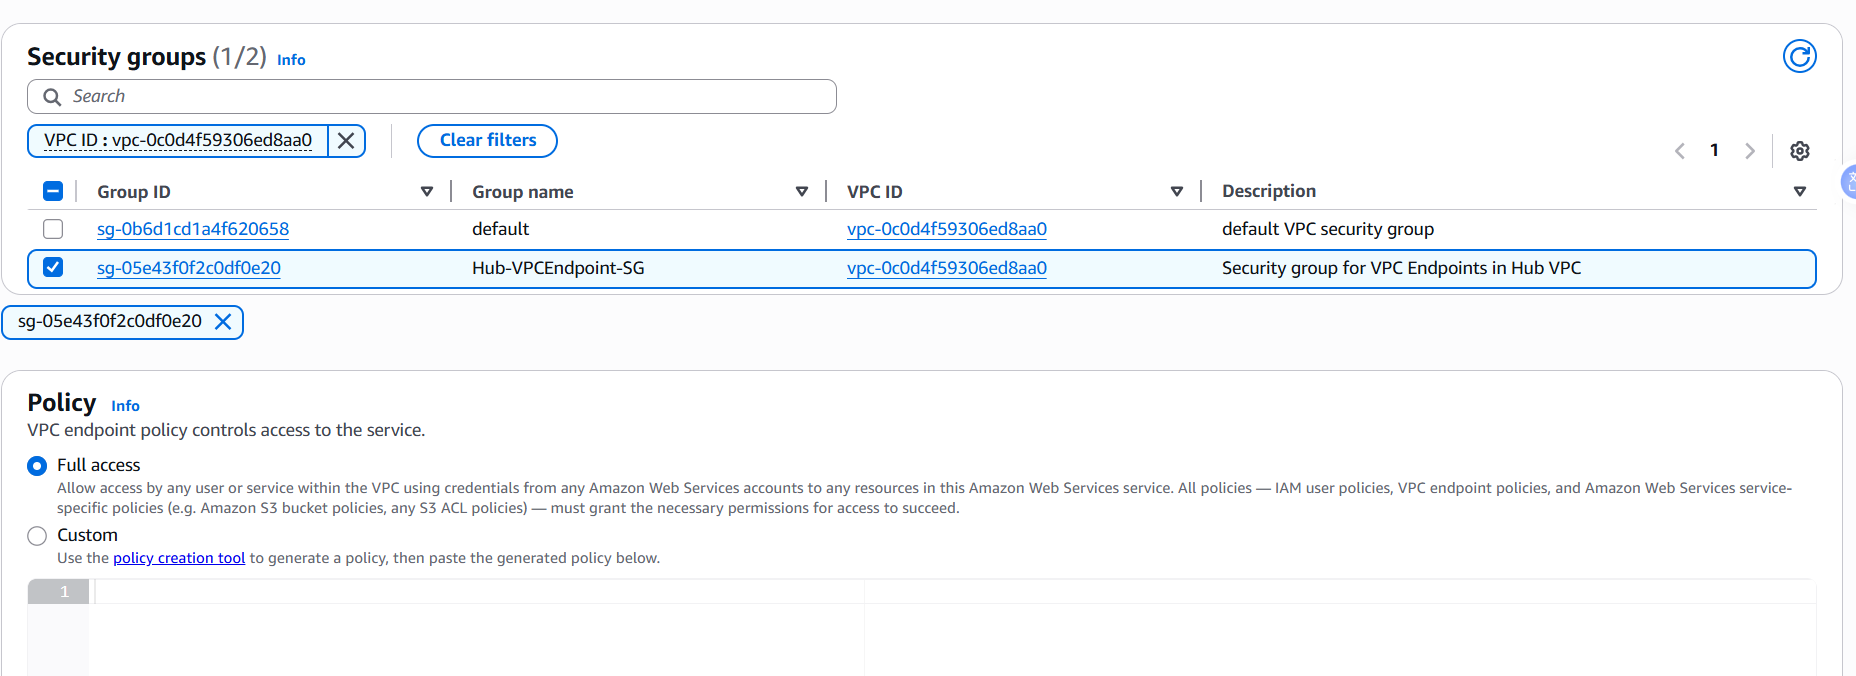 Security groups (1/2) Info
Search
VPC ID : vpc-0c0d4f59306ed8aa0
Clear filters
1
Group ID Group name VPC ID Description
sg-0b6d1cd1a4f620658 default vpc-0c0d4f59306ed8aa0 default VPC security group
sg-05e43f0f2c0df0e20 Hub-VPCEndpoint-SG vpc-0c0d4f59306ed8aa0 Security group for VPC Endpoints in Hub VPC
sg-05e43f0f2c0df0e20
Policy Info
VPC endpoint policy controls access to the service.
Full access
Allow access by any user or service within the VPC using credentials from any Amazon Web Services accounts to any resources in this Amazon Web Services service. All policies — IAM user policies, VPC endpoint policies, and Amazon Web Services service-
specific policies (e.g. Amazon S3 bucket policies, any S3 ACL policies) — must grant the necessary permissions for access to succeed.
Custom
Use the policy creation tool to generate a policy, then paste the generated policy below.
1